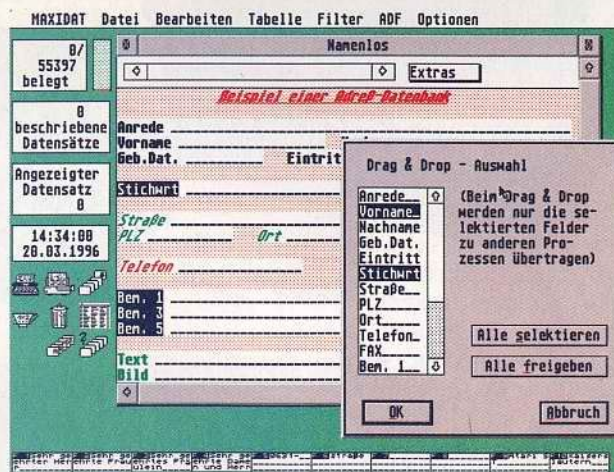 MAXIDAT Datei Bearbeiten Tabelle Filter ADF Optionen
0/
55397
belegt
0
beschriebene
Datensätze
Angezeigter
Datensatz
0
14:34:00
20.03.1996
Namenlos
Extras
Beispiel einer Adreß-Datenbank
Anrede
Vorname
Geb.Dat. Eintrit
Stichwrt
Straße
PLZ Ort
Telefon
Bem. 1
Bem. 3
Bem. 5
Text
Bild
Drag & Drop - Auswahl
Anrede
Vorname
Nachname
Geb.Dat.
Eintritt
Stichwrt
Straße
PLZ
Ort
Telefon
FAX
Bem. 1
(Beim Drag & Drop
werden nur die se-
lektierten Felder
zu anderen Pro-
zessen übertragen)
Alle selektieren
Alle freigeben
OK Abbruch